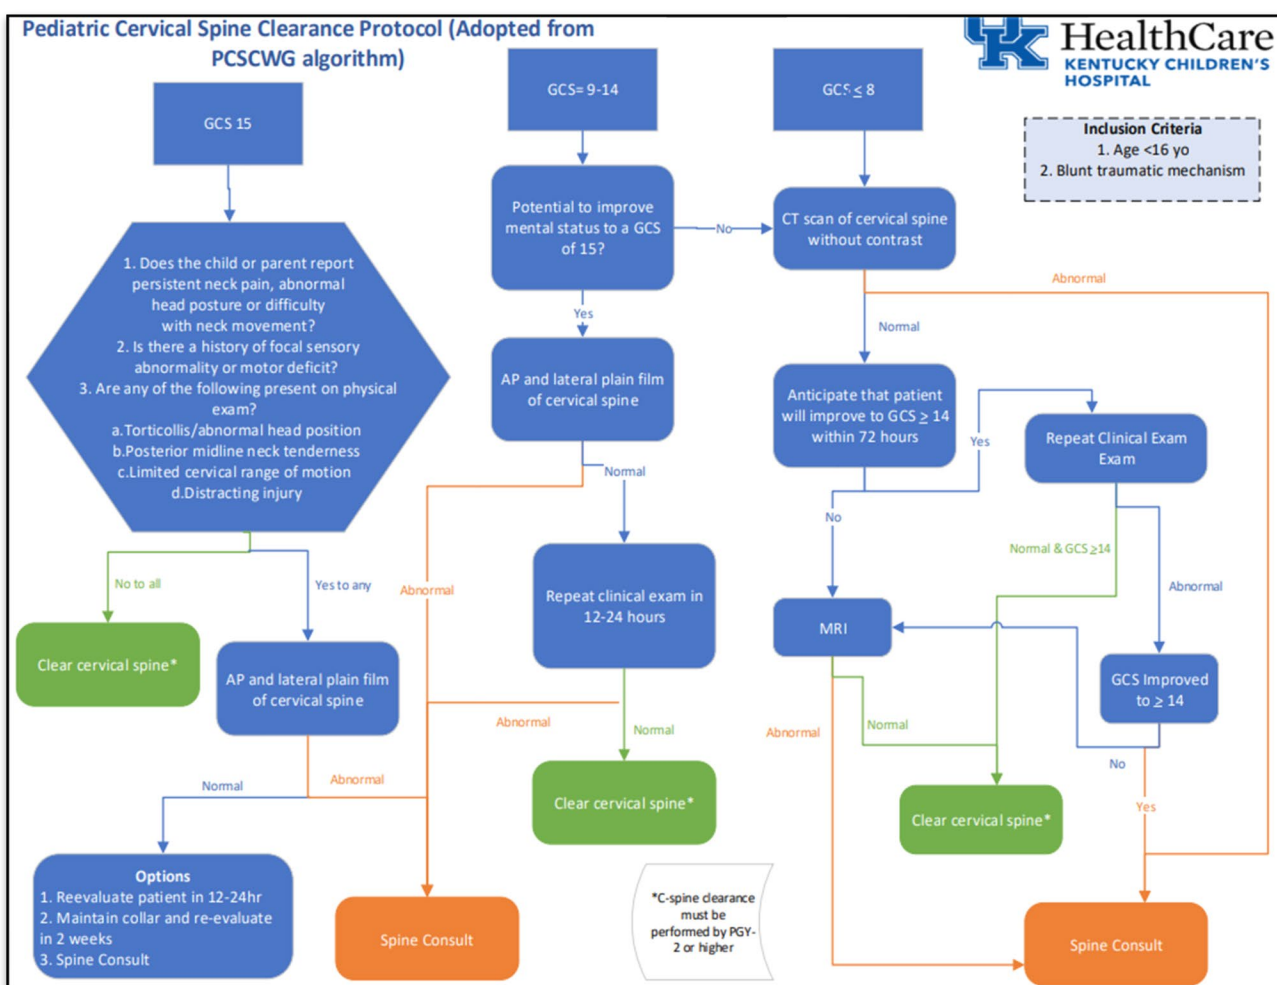 Pediatric Cervical Spine Clearance Protocol (Adopted from
PCSCWG algorithm)
UK HealthCare
KENTUCKY CHILDREN'S
HOSPITAL
Inclusion Criteria
1. Age <16 yo
2. Blunt traumatic mechanism
GCS 15
1. Does the child or parent report
persistent neck pain, abnormal
head posture or difficulty
with neck movement?
2. Is there a history of focal sensory
abnormality or motor deficit?
3. Are any of the following present on physical
exam?
a.Torticollis/abnormal head position
b.Posterior midline neck tenderness
c.Limited cervical range of motion
d.Distracting injury
No to all
Yes to any
Clear cervical spine*
AP and lateral plain film
of cervical spine
Normal
Abnormal
Options
1. Reevaluate patient in 12-24hr
2. Maintain collar and re-evaluate
in 2 weeks
3. Spine Consult
GCS= 9-14
Potential to improve
mental status to a GCS
of 15?
No
Yes
AP and lateral plain film
of cervical spine
Normal
Abnormal
Repeat clinical exam in
12-24 hours
Abnormal
Normal
Clear cervical spine*
Spine Consult
GCS ≤ 8
CT scan of cervical spine
without contrast
Abnormal
Normal
Anticipate that patient
will improve to GCS ≥ 14
within 72 hours
Yes
No
Repeat Clinical Exam
Exam
Normal & GCS ≥14
Abnormal
MRI
GCS Improved
to ≥ 14
Abnormal
Normal
No
Yes
Clear cervical spine*
Spine Consult
*C-spine clearance
must be
performed by PGY-
2 or higher